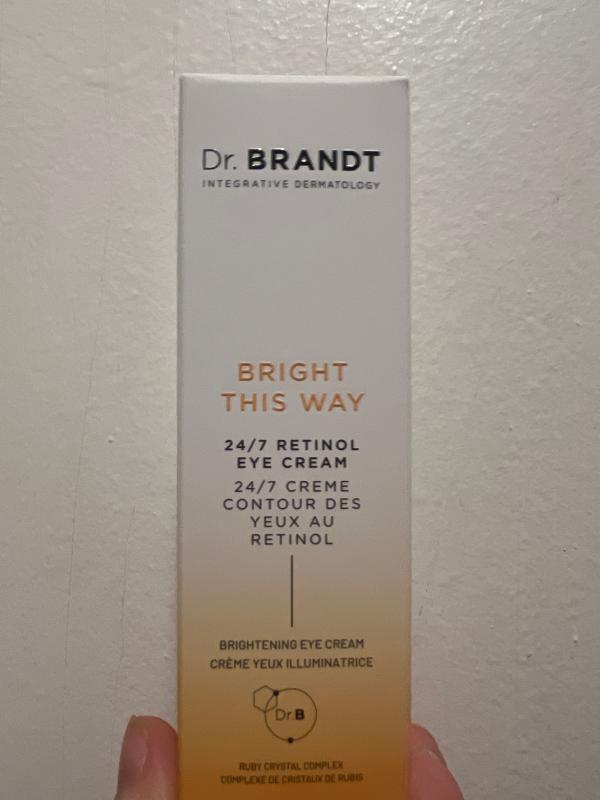 Dr. BRANDT
INTEGRATIVE DERMATOLOGY
BRIGHT
THIS WAY
24/7 RETINOL
EYE CREAM
24/7 CREME
CONTOUR DES
YEUX AU
RETINOL
BRIGHTENING EYE CREAM
CRÈME YEUX ILLUMINATRICE
Dr.B
RUBY CRYSTAL COMPLEX
COMPLEXE DE CRISTAUX DE RUBIS